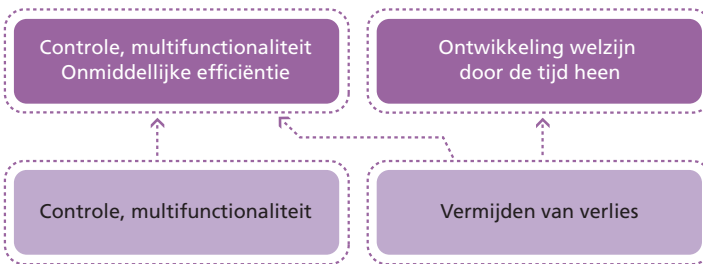 Controle, multifunctionaliteit
Onmiddellijke efficiëntie
Ontwikkeling welzijn
door de tijd heen
Controle, multifunctionaliteit
Vermijden van verlies